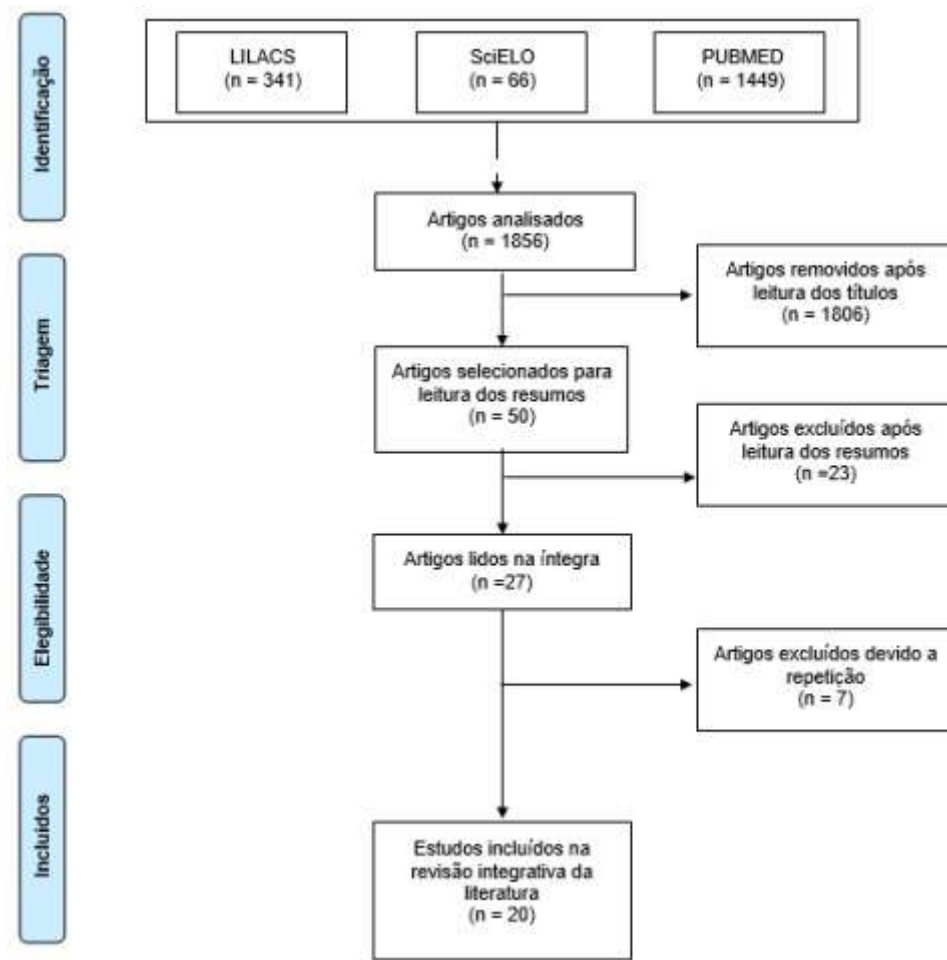 Identificação
LILACS
(n = 341)
SciELO
(n = 66)
PUBMED
(n = 1449)
Artigos analisados
(n = 1856)
Triagem
Artigos removidos após
leitura dos títulos
(n = 1806)
Artigos selecionados para
leitura dos resumos
(n = 50)
Artigos excluídos após
leitura dos resumos
(n =23)
Elegibilidade
Artigos lidos na íntegra
(n =27)
Artigos excluídos devido a
repetição
(n = 7)
Incluídos
Estudos incluídos na
revisão integrativa da
literatura
(n = 20)